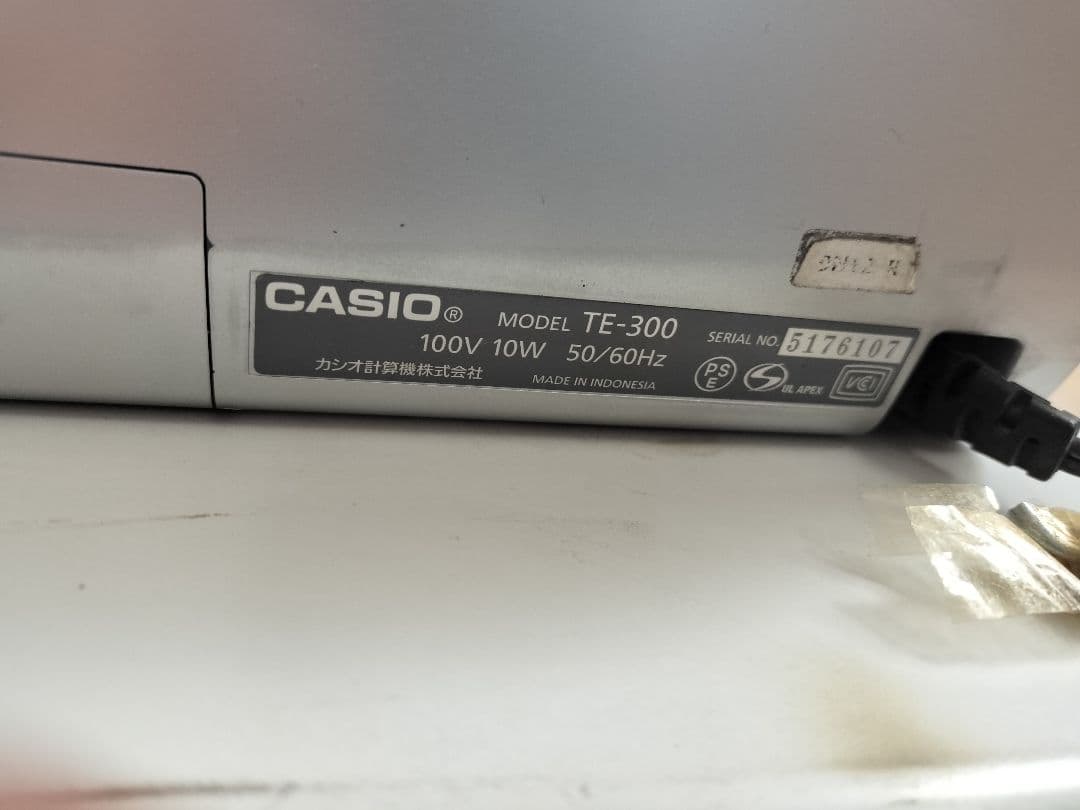 CASIO® MODEL TE-300 SERIAL NO. 5176107
100V 10W 50/60Hz
カシオ計算機株式会社 MADE IN INDONESIA PS E S UL APEX VCI